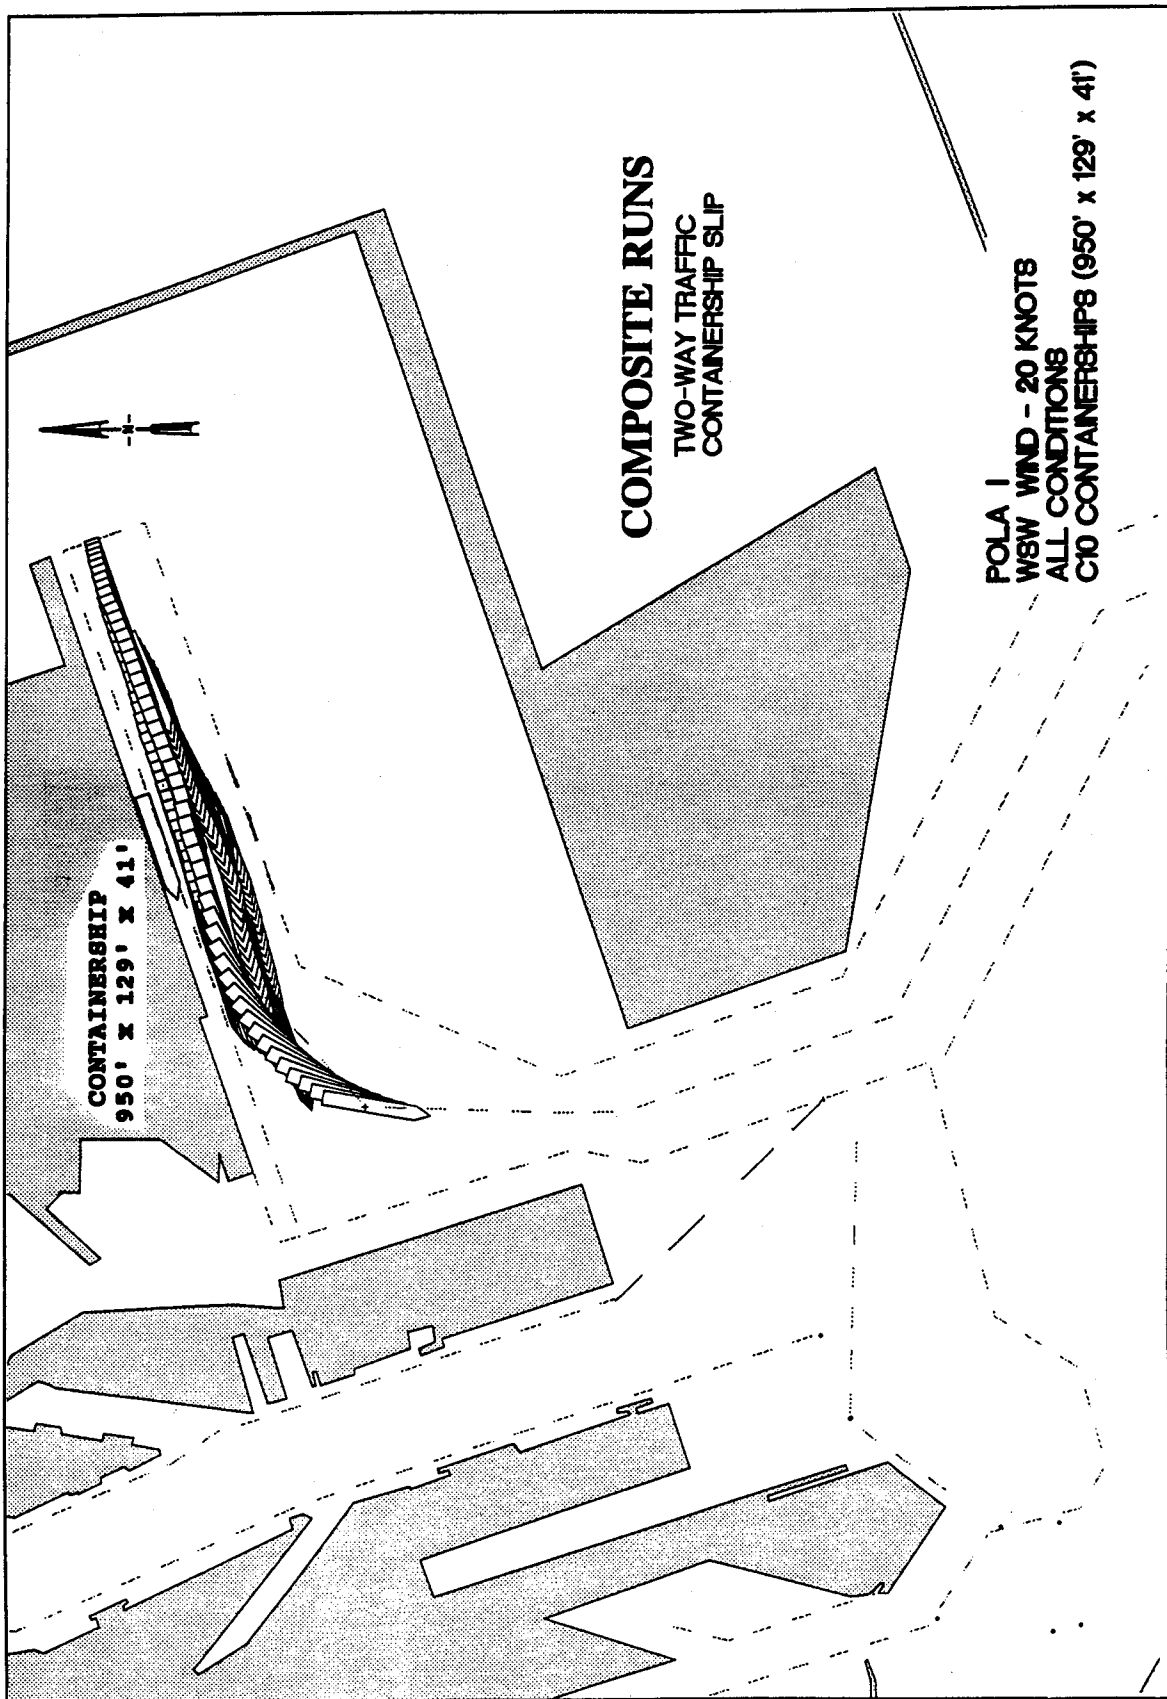 CONTAINERSHIP
950' x 129' x 41'
-N-
COMPOSITE RUNS
TWO-WAY TRAFFIC
CONTAINERSHIP SLIP
POLA I
WSW WIND - 20 KNOTS
ALL CONDITIONS
C10 CONTAINERSHIPS (950' x 129' x 41')